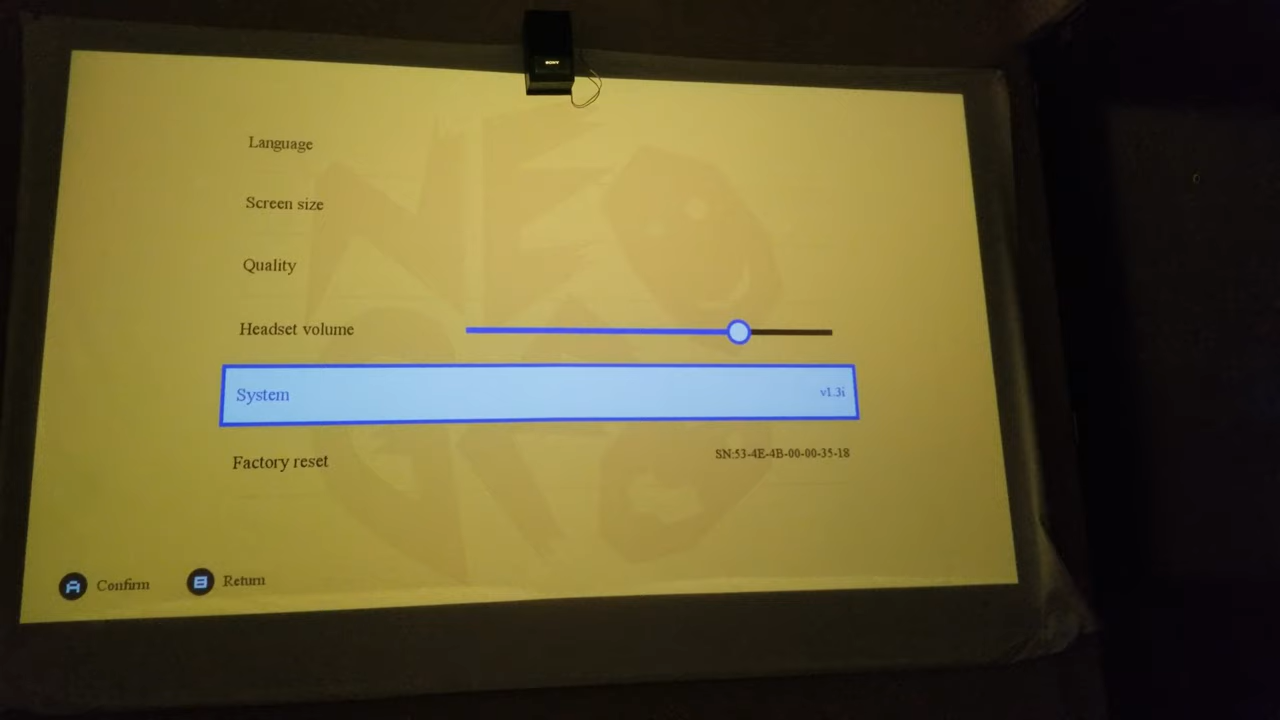 SONY
Language
Screen size
Quality
Headset volume
System v1.3i
Factory reset SN:53-4E-4B-00-00-35-18
A Confirm B Return